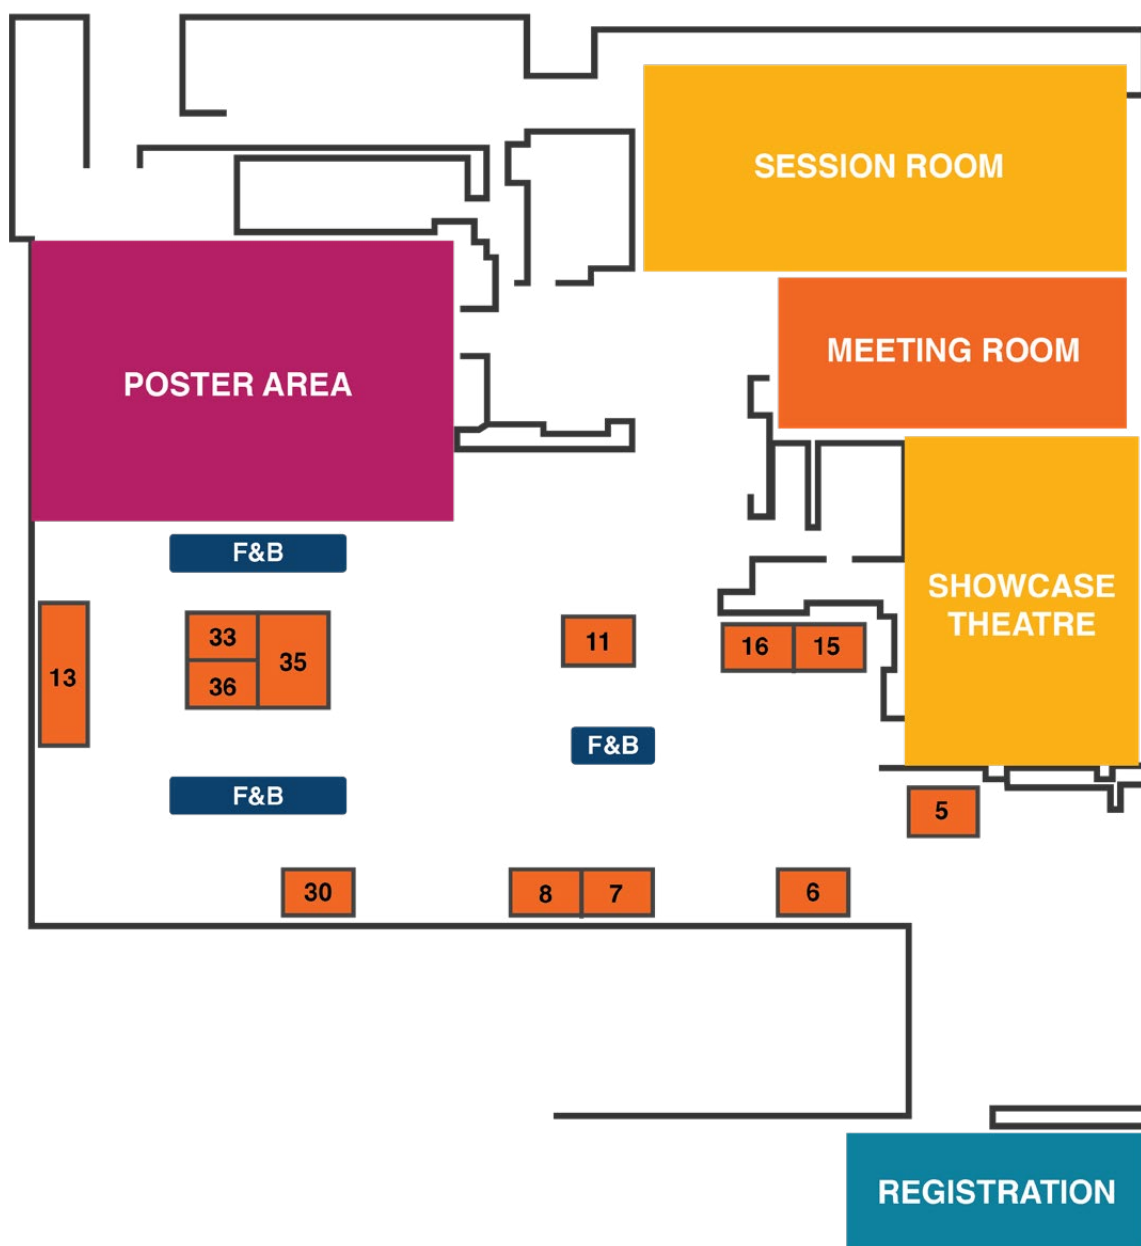 SESSION ROOM
MEETING ROOM
POSTER AREA
F&B
SHOWCASE
THEATRE
13
33
36
35
11
16
15
F&B
F&B
5
30
8
7
6
REGISTRATION